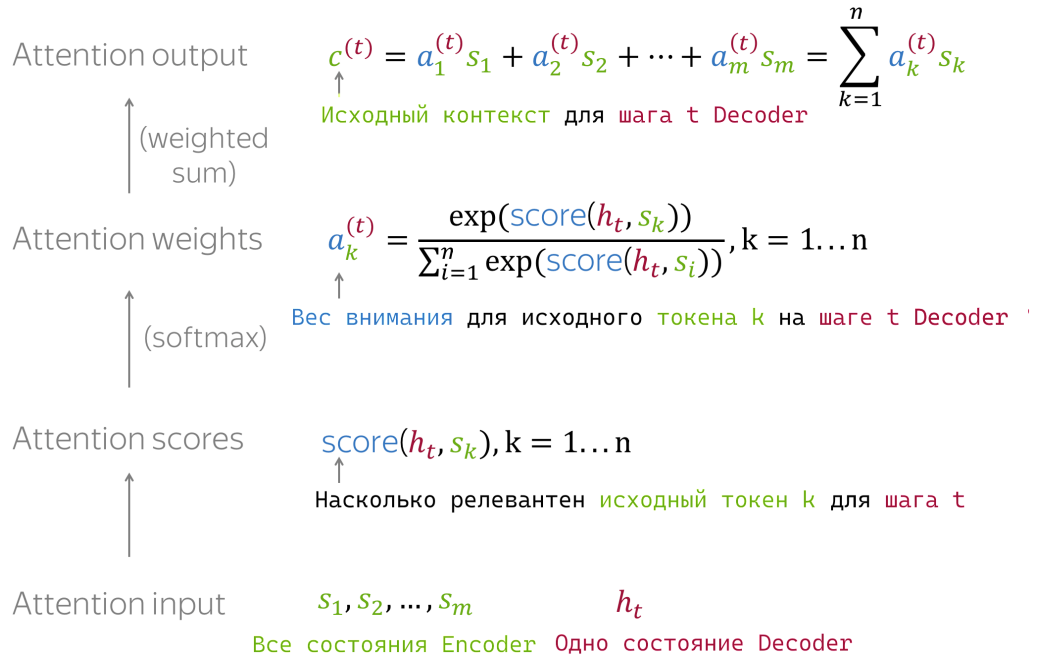 Attention output c^(t) = a_1^(t) s_1 + a_2^(t) s_2 + ⋯ + a_m^(t) s_m = ∑_{k=1}^{n} a_k^(t) s_k
Исходный контекст для шага t Decoder
(weighted
sum)
Attention weights a_k^(t) = exp(score(h_t, s_k)) / ∑_{i=1}^{n} exp(score(h_t, s_i)), k = 1…n
Вес внимания для исходного токена k на шаге t Decoder
(softmax)
Attention scores score(h_t, s_k), k = 1…n
Насколько релевантен исходный токен k для шага t
Attention input s_1, s_2, …, s_m h_t
Все состояния Encoder Одно состояние Decoder